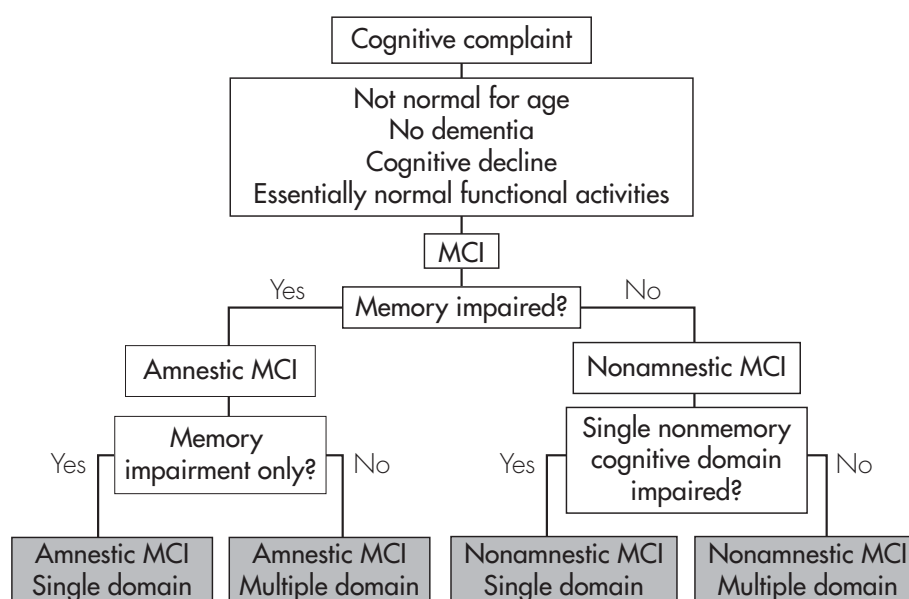 Cognitive complaint
Not normal for age
No dementia
Cognitive decline
Essentially normal functional activities
MCI
Yes
No
Memory impaired?
Amnestic MCI
Nonamnestic MCI
Memory
impairment only?
Yes
No
Single nonmemory
cognitive domain
impaired?
Yes
No
Amnestic MCI
Single domain
Amnestic MCI
Multiple domain
Nonamnestic MCI
Single domain
Nonamnestic MCI
Multiple domain